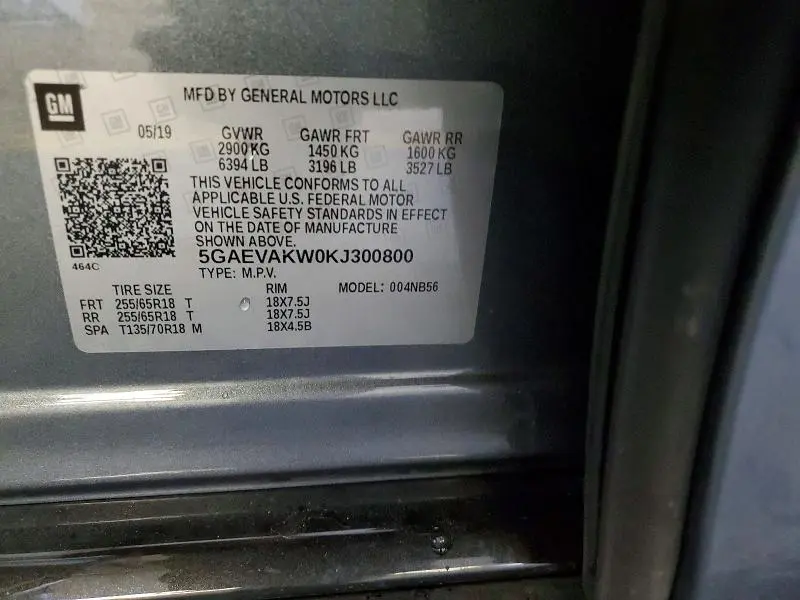 GM
MFD BY GENERAL MOTORS LLC
05/19 GVWR GAWR FRT GAWR RR
2900 KG 1450 KG 1600 KG
6394 LB 3196 LB 3527 LB
THIS VEHICLE CONFORMS TO ALL
APPLICABLE U.S. FEDERAL MOTOR
VEHICLE SAFETY STANDARDS IN EFFECT
ON THE DATE OF MANUFACTURE
SHOWN ABOVE.
464C
5GAEVAKW0KJ300800
TYPE: M.P.V.
TIRE SIZE RIM MODEL: 004NB56
FRT 255/65R18 T 18X7.5J
RR 255/65R18 T 18X7.5J
SPA T135/70R18 M 18X4.5B